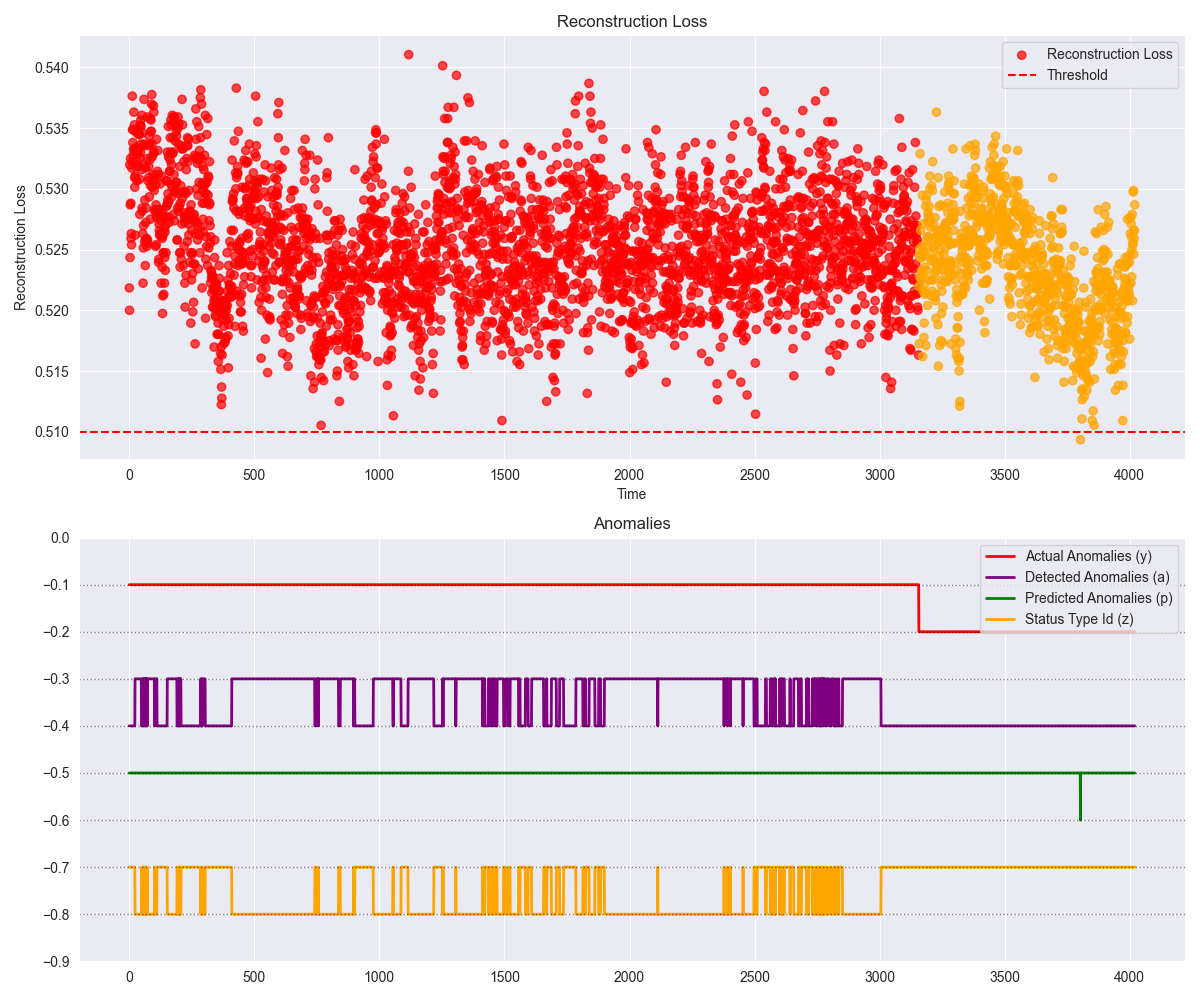 Reconstruction Loss
Reconstruction Loss
Threshold
0.540
0.535
0.530
0.525
0.520
0.515
0.510
Reconstruction Loss
0 500 1000 1500 2000 2500 3000 3500 4000
Time
Anomalies
Actual Anomalies (y)
Detected Anomalies (a)
Predicted Anomalies (p)
Status Type Id (z)
0.0
−0.1
−0.2
−0.3
−0.4
−0.5
−0.6
−0.7
−0.8
−0.9
0 500 1000 1500 2000 2500 3000 3500 4000